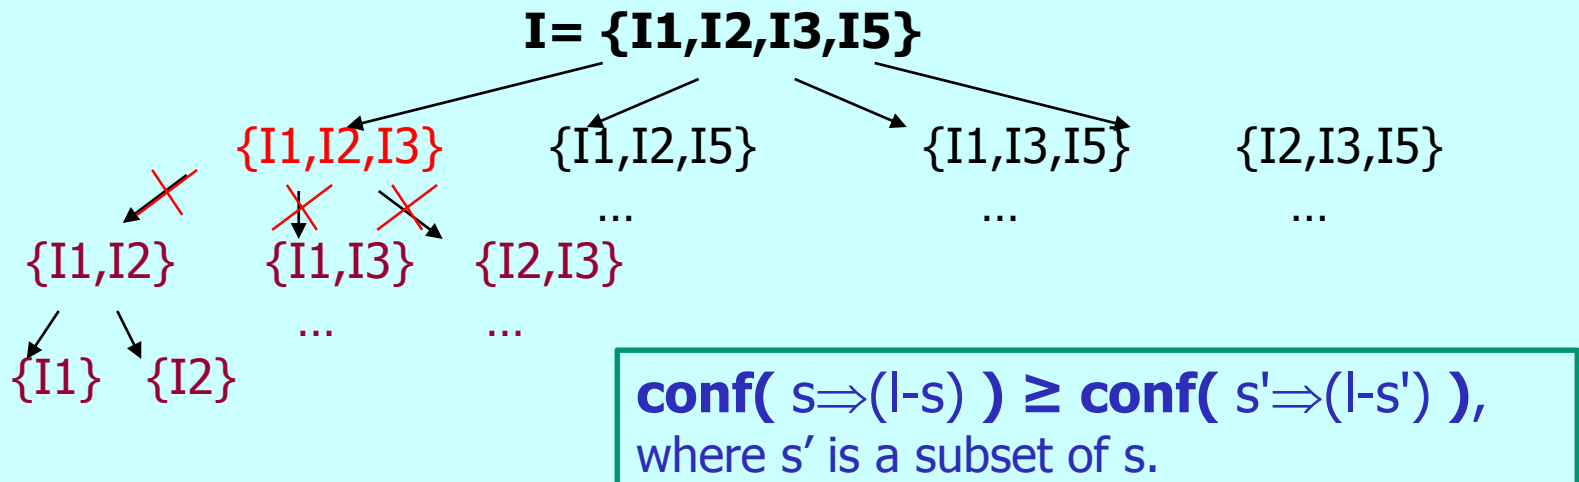 I= {I1,I2,I3,I5}
{I1,I2,I3} {I1,I2,I5} {I1,I3,I5} {I2,I3,I5}
... ... ...
{I1,I2} {I1,I3} {I2,I3}
... ...
{I1} {I2}
conf( s⇒(l-s) ) ≥ conf( s'⇒(l-s') ),
where s’ is a subset of s.